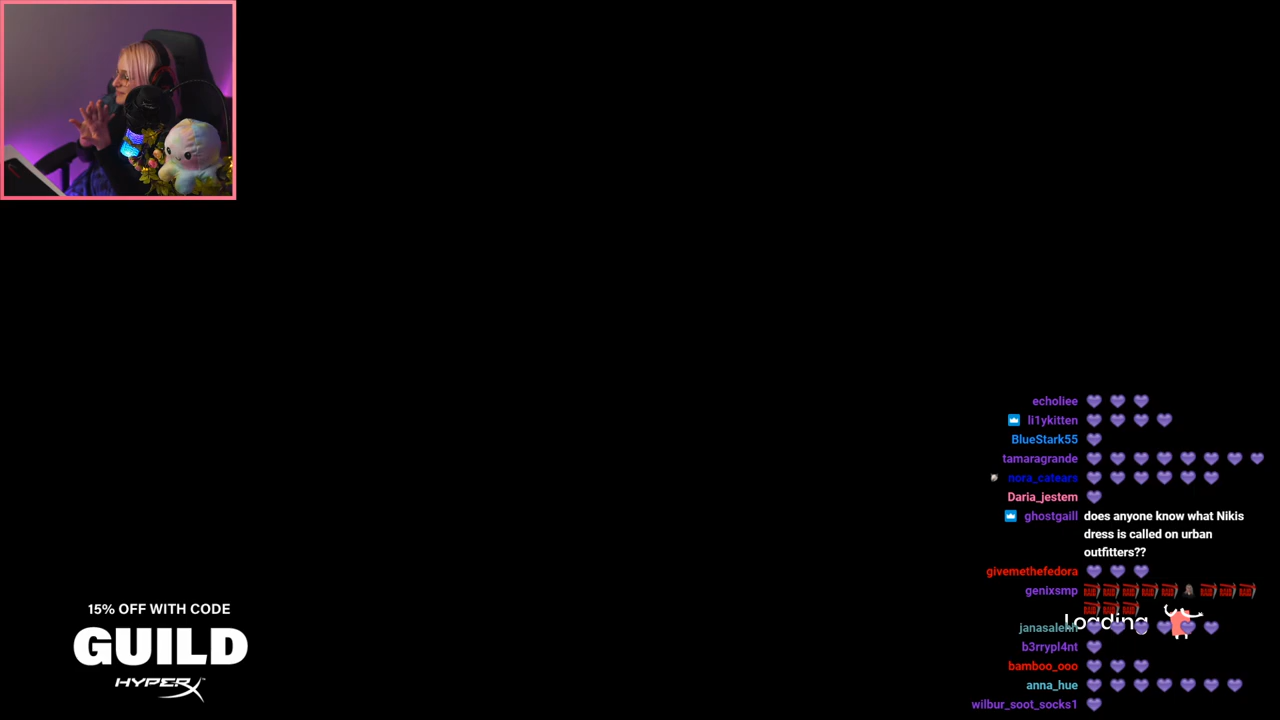 echoliee
li1ykitten
BlueStark55
tamaragrande
nora_catears
Daria_jestem
ghostgaill does anyone know what Nikis
dress is called on urban
outfitters??
givemethefedora
genixsmp
Loading
janasalehh
b3rrypl4nt
bamboo_ooo
anna_hue
wilbur_soot_socks1
15% OFF WITH CODE
GUILD
HYPERX